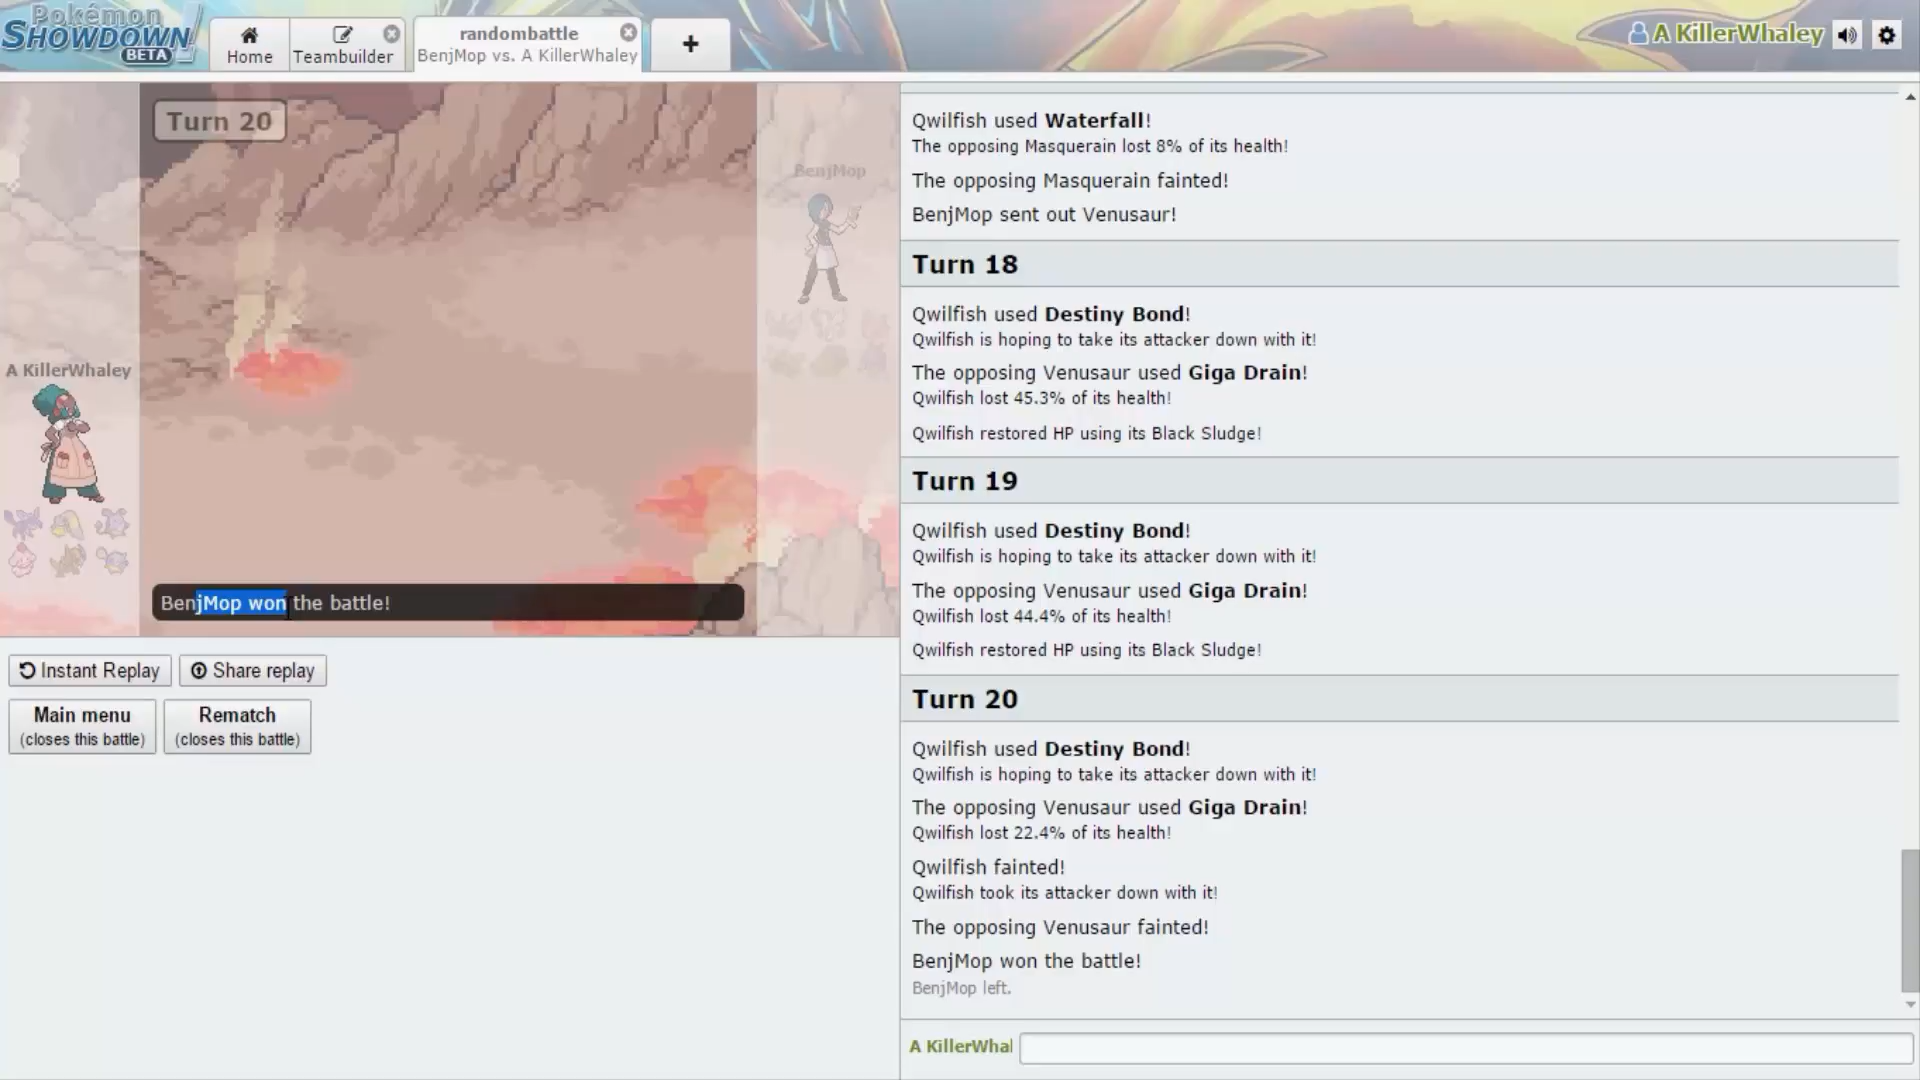 Pokémon
SHOWDOWN
BETA
Home
Teambuilder
randombattle
BenjMop vs. A KillerWhaley
+
A KillerWhaley
Turn 20
BenjMop
A KillerWhaley
BenjMop won the battle!
Instant Replay
Share replay
Main menu
(closes this battle)
Rematch
(closes this battle)
Qwilfish used Waterfall!
The opposing Masquerain lost 8% of its health!
The opposing Masquerain fainted!
BenjMop sent out Venusaur!
Turn 18
Qwilfish used Destiny Bond!
Qwilfish is hoping to take its attacker down with it!
The opposing Venusaur used Giga Drain!
Qwilfish lost 45.3% of its health!
Qwilfish restored HP using its Black Sludge!
Turn 19
Qwilfish used Destiny Bond!
Qwilfish is hoping to take its attacker down with it!
The opposing Venusaur used Giga Drain!
Qwilfish lost 44.4% of its health!
Qwilfish restored HP using its Black Sludge!
Turn 20
Qwilfish used Destiny Bond!
Qwilfish is hoping to take its attacker down with it!
The opposing Venusaur used Giga Drain!
Qwilfish lost 22.4% of its health!
Qwilfish fainted!
Qwilfish took its attacker down with it!
The opposing Venusaur fainted!
BenjMop won the battle!
BenjMop left.
A KillerWhal